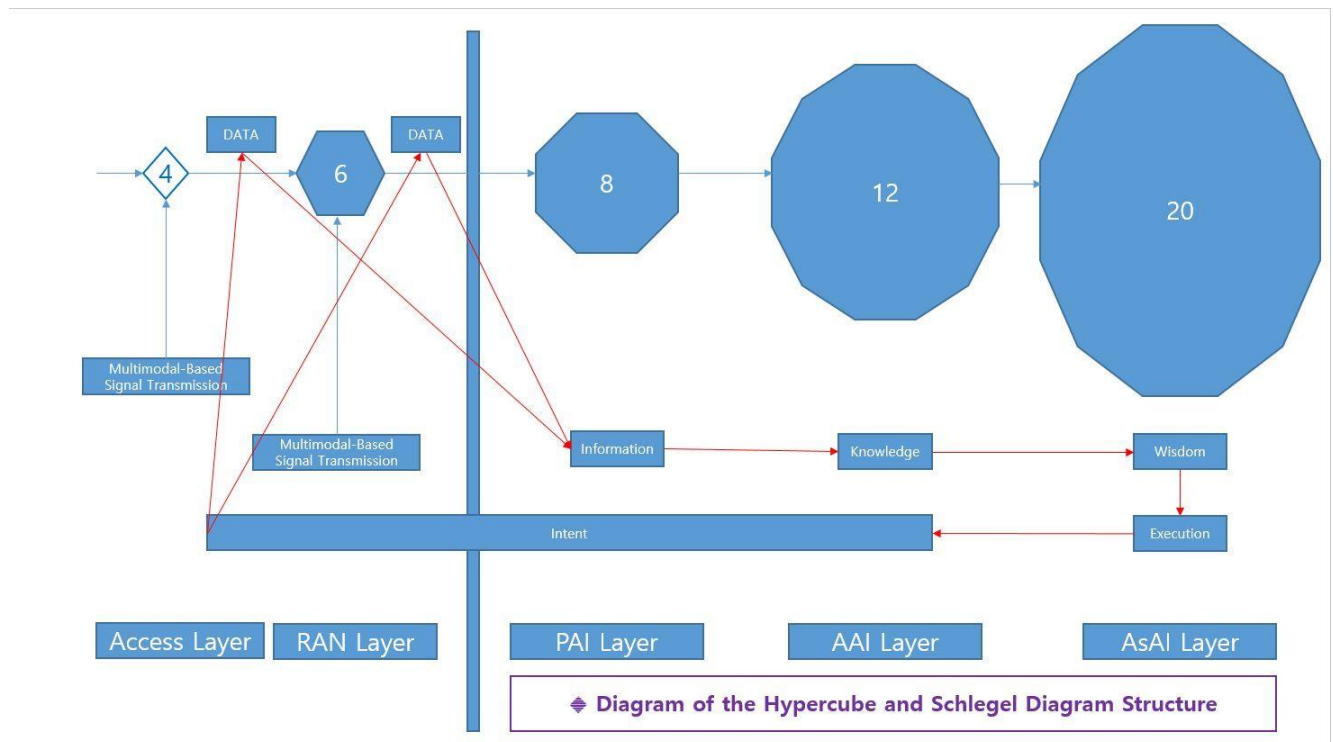 DATA
DATA
4
6
8
12
20
Multimodal-Based
Signal Transmission
Multimodal-Based
Signal Transmission
Information
Knowledge
Wisdom
Intent
Execution
Access Layer
RAN Layer
PAI Layer
AAI Layer
AsAI Layer
Diagram of the Hypercube and Schlegel Diagram Structure